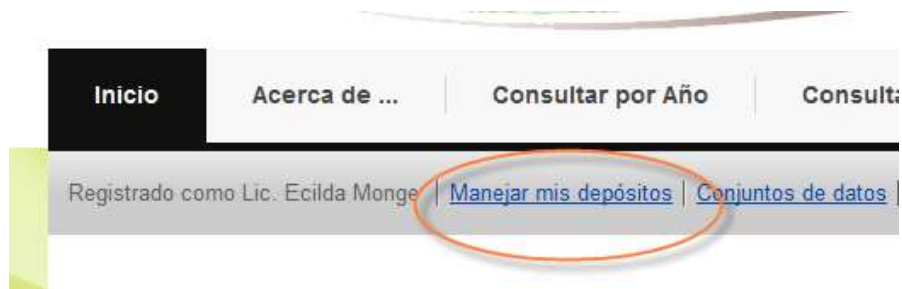 Inicio Acerca de ... Consultar por Año
Registrado como Lic. Ecilda Monge | Manejar mis depósitos | Conjuntos de datos |